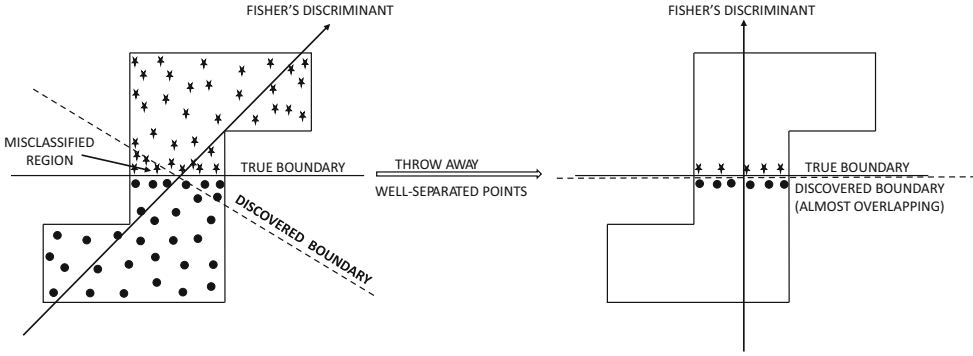 FISHER'S DISCRIMINANT
MISCLASSIFIED
REGION
TRUE BOUNDARY
DISCOVERED BOUNDARY
THROW AWAY
WELL-SEPARATED POINTS
FISHER'S DISCRIMINANT
TRUE BOUNDARY
DISCOVERED BOUNDARY
(ALMOST OVERLAPPING)